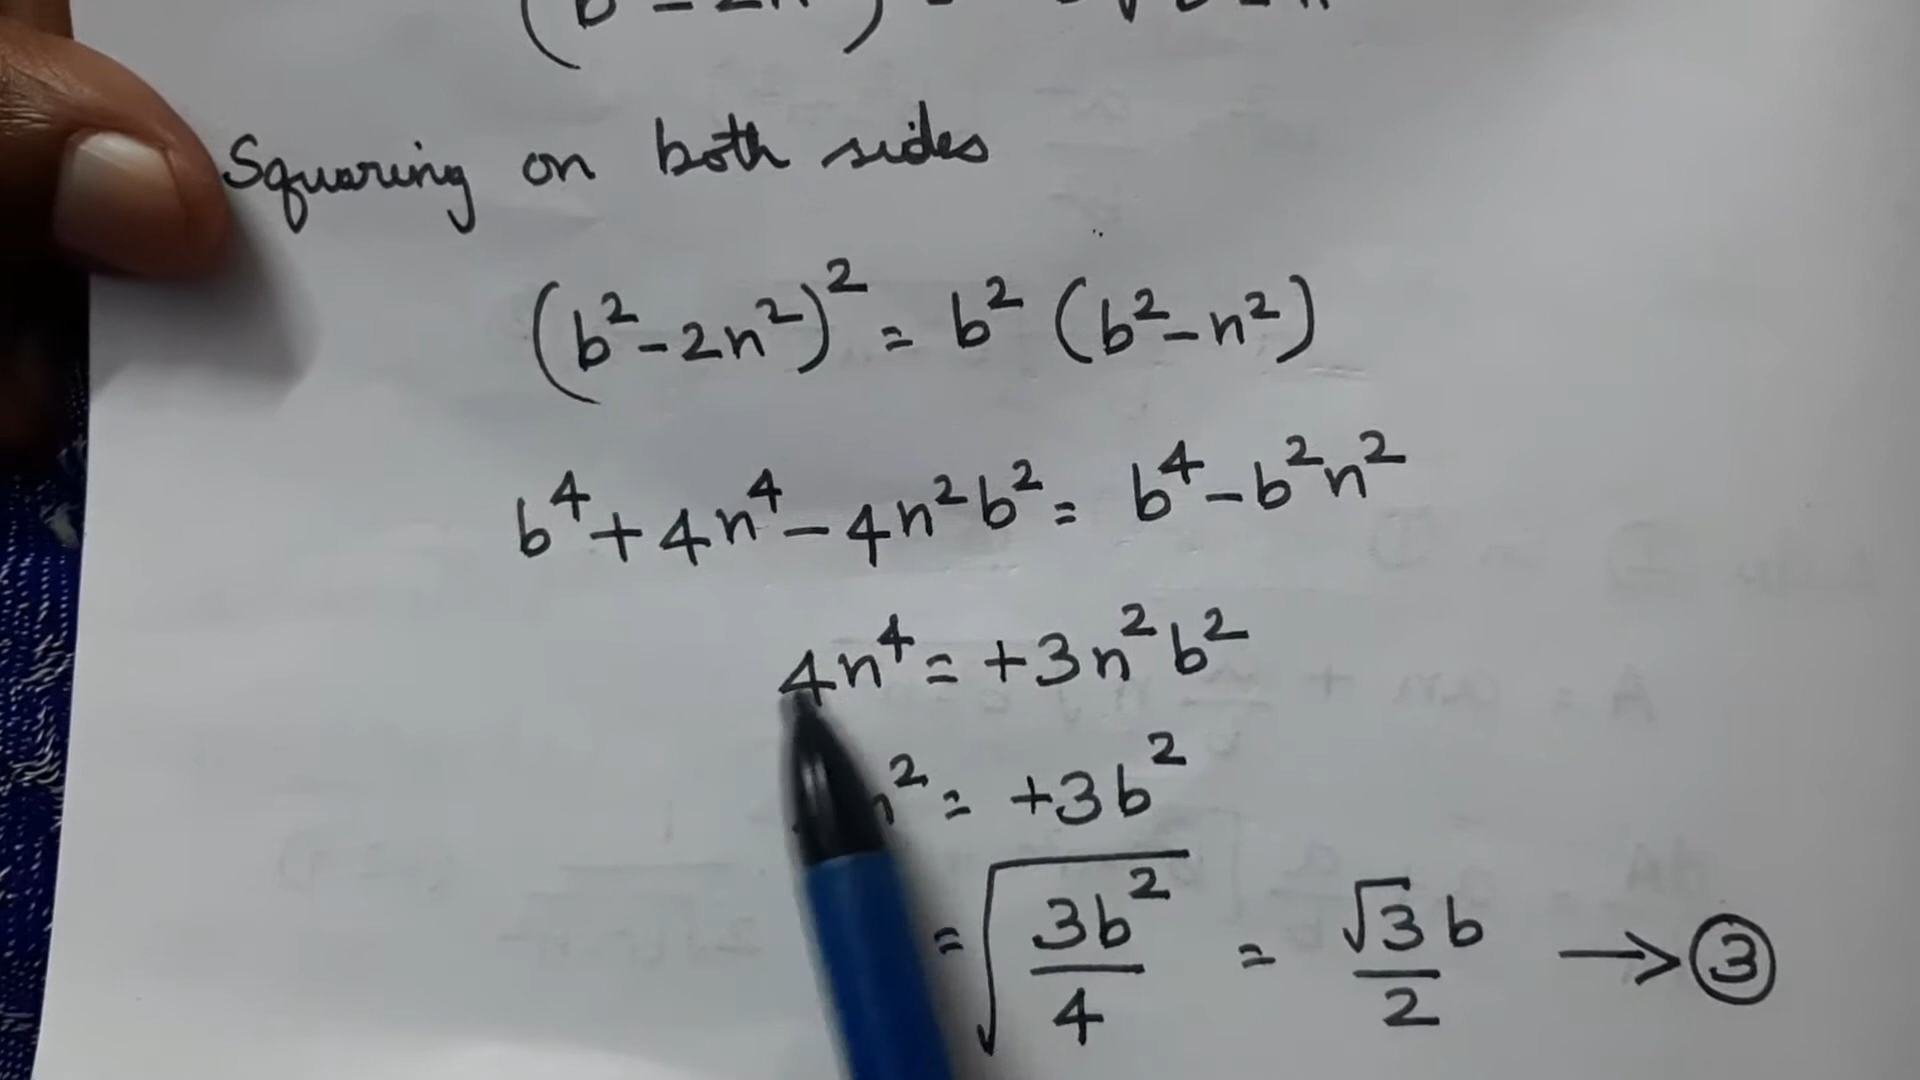 Squaring on both sides
(b²-2n²)² = b² (b²-n²)
b⁴+4n⁴-4n²b² = b⁴-b²n²
4n⁴ = +3n²b²
n² = +3b²
= √(3b²/4) = √3 b/2 → ③